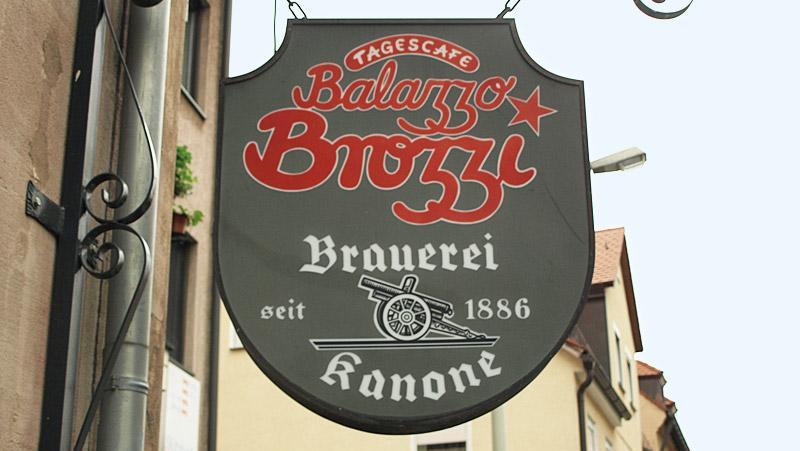 TAGESCAFE
Balazzo
Brozzi
Brauerei
seit 1886
Kanone